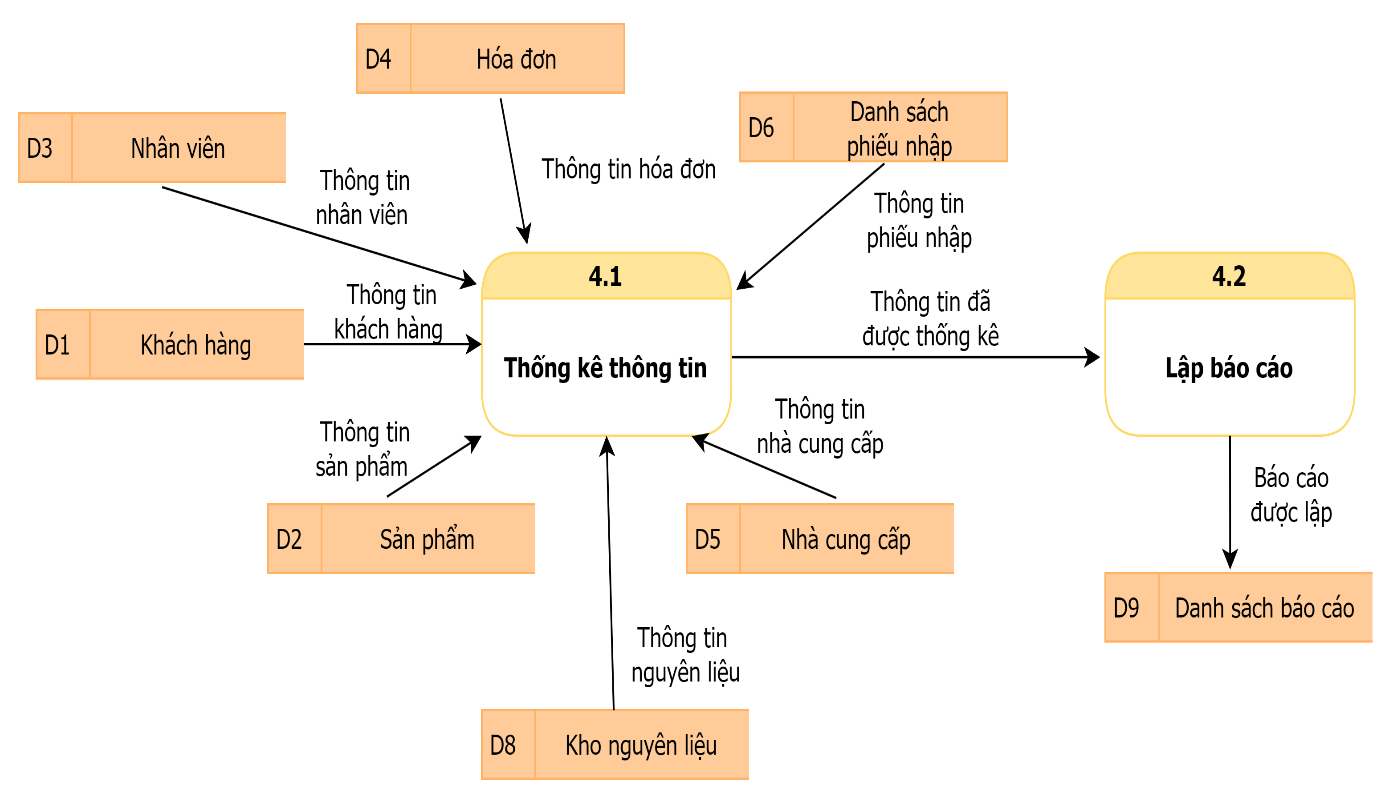 D4
Hóa đơn
D6
Danh sách
phiếu nhập
D3
Nhân viên
Thông tin
nhân viên
Thông tin hóa đơn
Thông tin
phiếu nhập
4.1
Thống kê thông tin
4.2
Lập báo cáo
Thông tin
khách hàng
Thông tin đã
được thống kê
D1
Khách hàng
Thông tin
sản phẩm
Thông tin
nhà cung cấp
Báo cáo
được lập
D2
Sản phẩm
D5
Nhà cung cấp
D9
Danh sách báo cáo
Thông tin
nguyên liệu
D8
Kho nguyên liệu